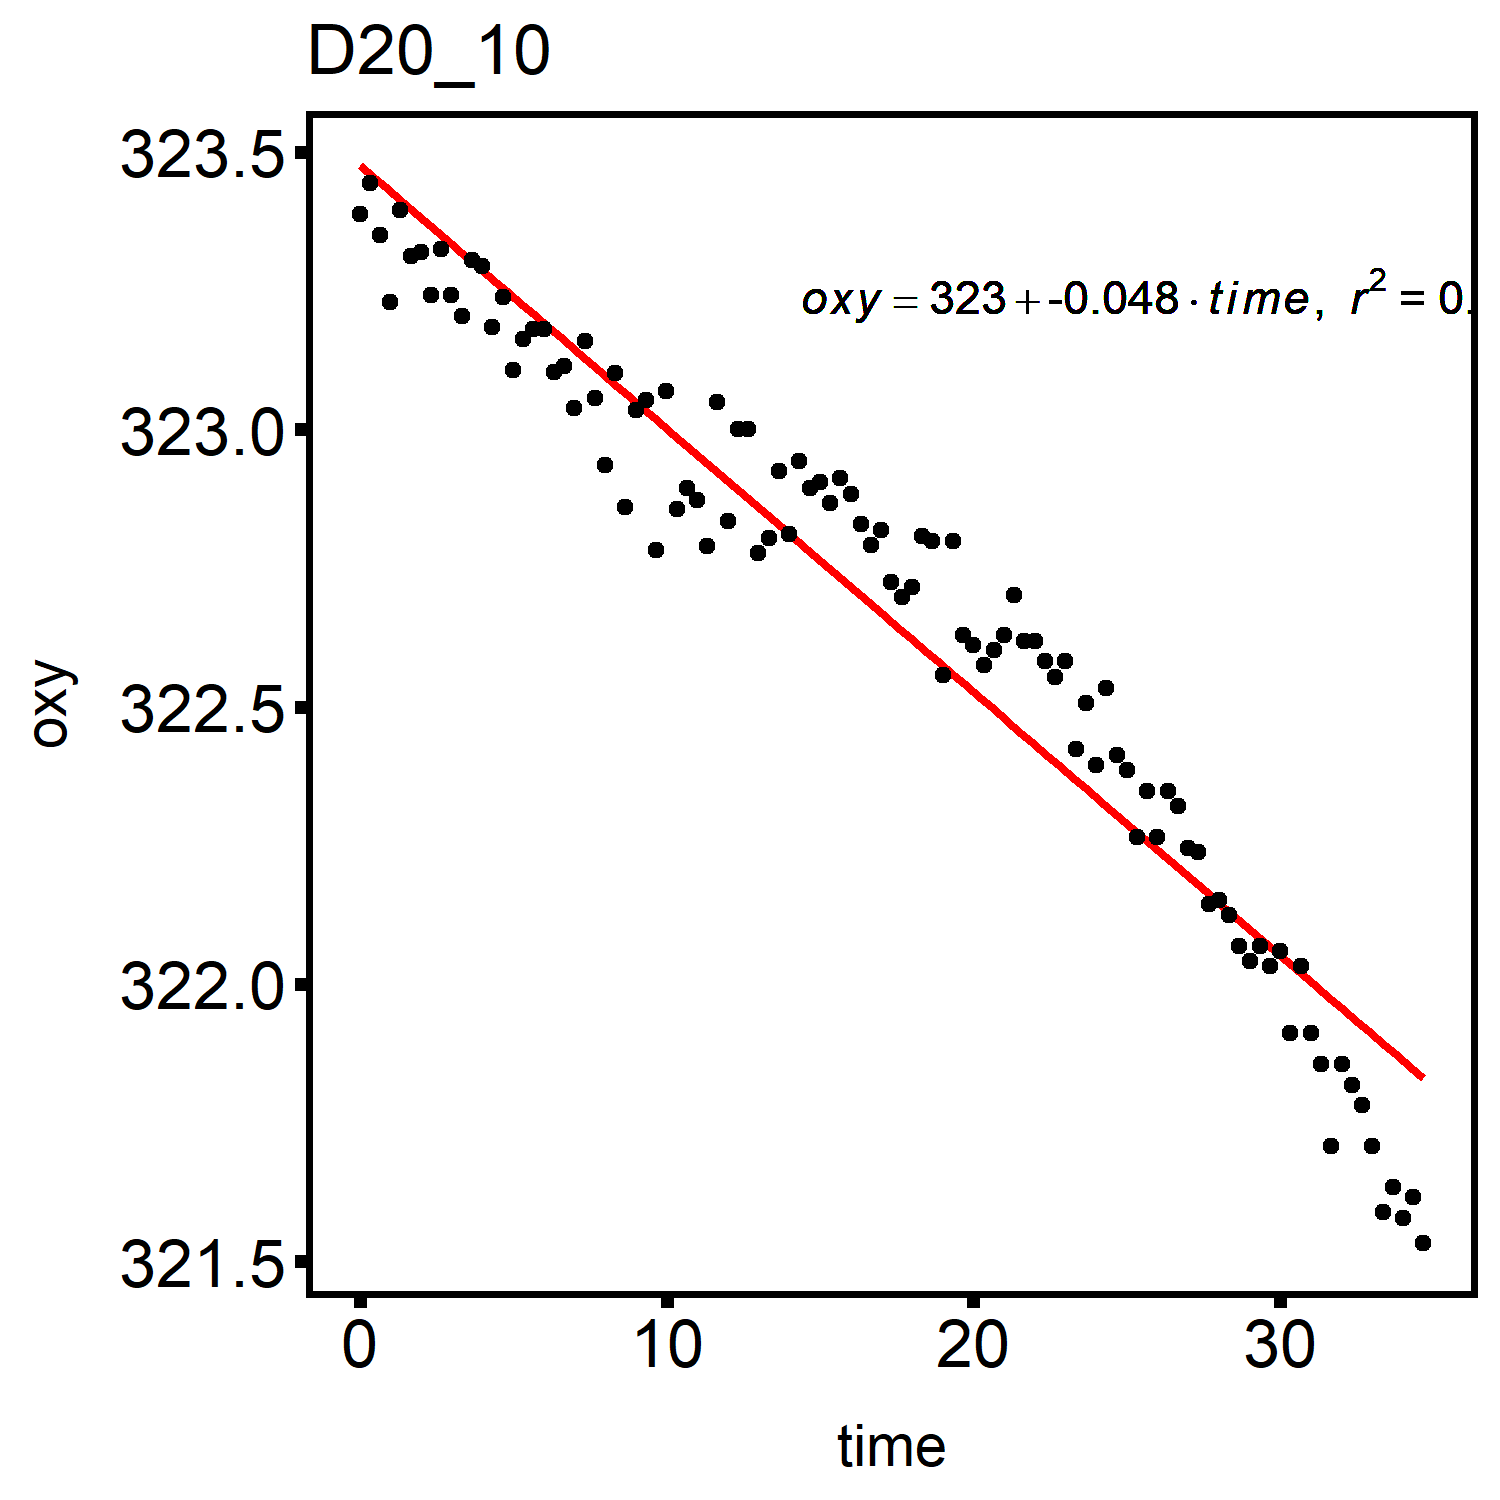 D20_10
323.5
oxy = 323 + -0.048 · time, r² = 0.
323.0
322.5
oxy
322.0
321.5
0 10 20 30
time